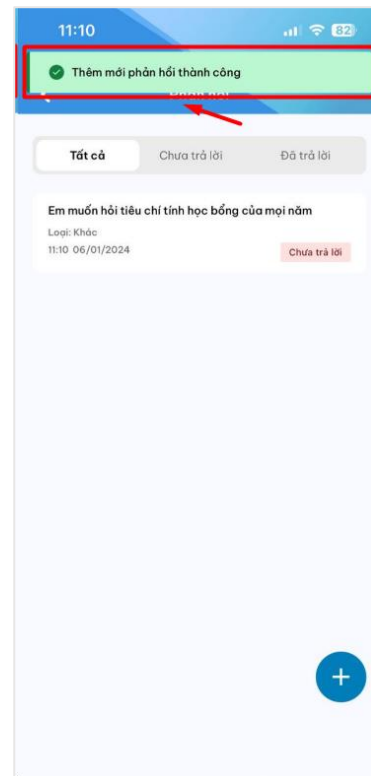 11:10 82
Thêm mới phản hồi thành công
Tất cả Chưa trả lời Đã trả lời
Em muốn hỏi tiêu chí tính học bổng của mọi năm
Loại: Khác
11:10 06/01/2024
Chưa trả lời